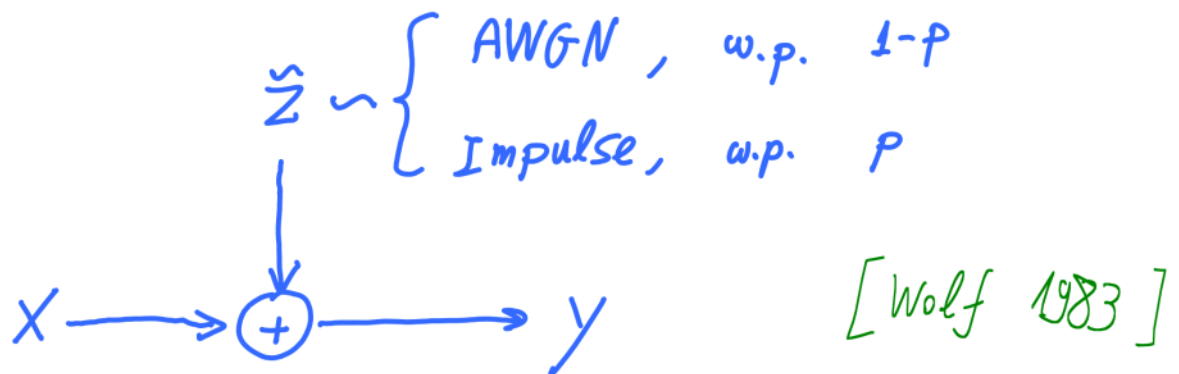 AWGN, w.p. 1-p
Z̃ ~ {
Impulse, w.p. p
X → + → Y
[Wolf 1983]